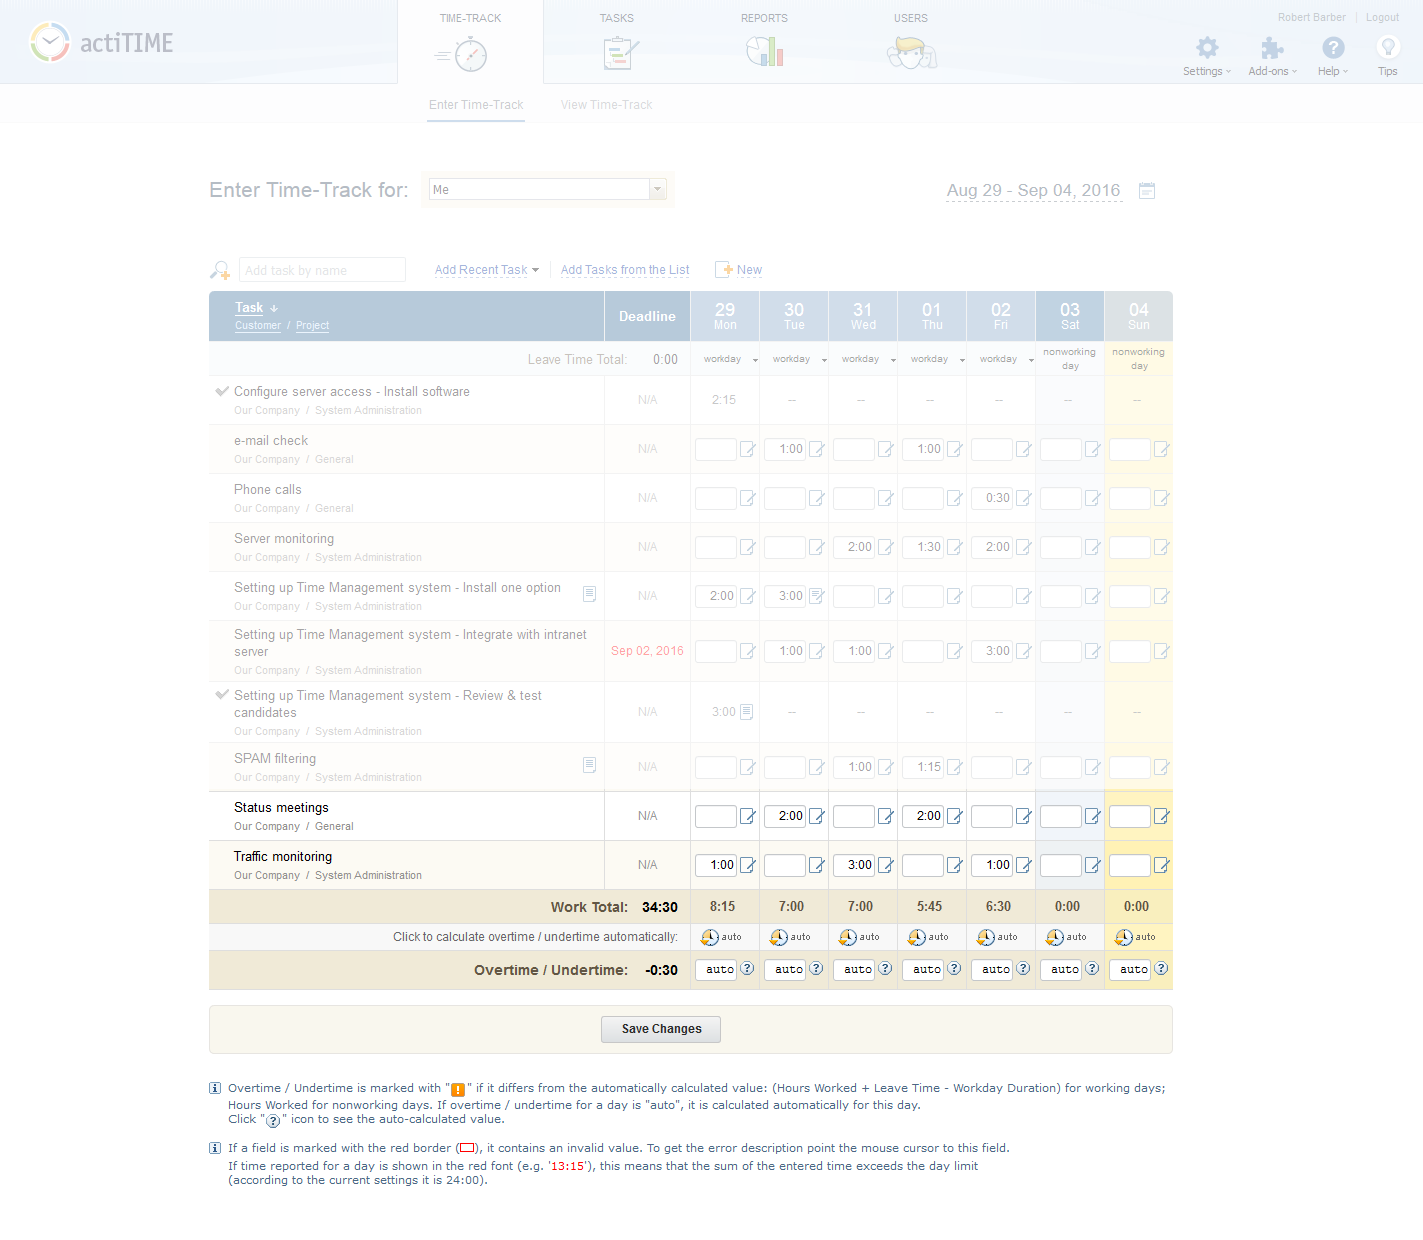 TIME-TRACK TASKS REPORTS USERS Robert Barber Logout
actiTIME
Settings Add-ons Help Tips
Enter Time-Track View Time-Track
Enter Time-Track for: Me Aug 29 - Sep 04, 2016
Add task by name Add Recent Task Add Tasks from the List New
Task ↓ Deadline 29 30 31 01 02 03 04
Customer / Project Mon Tue Wed Thu Fri Sat Sun
Leave Time Total: 0:00 workday workday workday workday workday nonworking day nonworking day
Configure server access - Install software N/A 2:15 -- -- -- -- -- --
Our Company / System Administration
e-mail check N/A 1:00 1:00
Our Company / General
Phone calls N/A 0:30
Our Company / General
Server monitoring N/A 2:00 1:30 2:00
Our Company / System Administration
Setting up Time Management system - Install one option N/A 2:00 3:00
Our Company / System Administration
Setting up Time Management system - Integrate with intranet
server Sep 02, 2016 1:00 1:00 3:00
Our Company / System Administration
Setting up Time Management system - Review & test
candidates N/A 3:00 -- -- -- -- -- --
Our Company / System Administration
SPAM filtering N/A 1:00 1:15
Our Company / System Administration
Status meetings N/A 2:00 2:00
Our Company / General
Traffic monitoring N/A 1:00 3:00 1:00
Our Company / System Administration
Work Total: 34:30 8:15 7:00 7:00 5:45 6:30 0:00 0:00
Click to calculate overtime / undertime automatically: auto auto auto auto auto auto auto
Overtime / Undertime: -0:30 auto auto auto auto auto auto auto
Save Changes
Overtime / Undertime is marked with "!" if it differs from the automatically calculated value: (Hours Worked + Leave Time - Workday Duration) for working days;
Hours Worked for nonworking days. If overtime / undertime for a day is "auto", it is calculated automatically for this day.
Click "?" icon to see the auto-calculated value.
If a field is marked with the red border (), it contains an invalid value. To get the error description point the mouse cursor to this field.
If time reported for a day is shown in the red font (e.g. '13:15'), this means that the sum of the entered time exceeds the day limit
(according to the current settings it is 24:00).